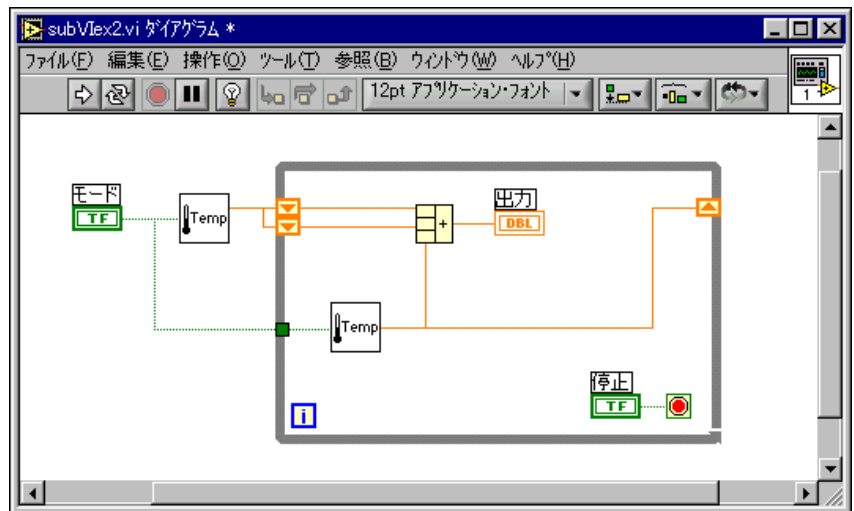 subVIex2.vi ダイアグラム *
ファイル(F) 編集(E) 操作(O) ツール(T) 参照(B) ウィンドウ(W) ヘルプ(H)
12pt アプリケーション・フォント
1
モード
TF
Temp
+
出力
DBL
Temp
停止
TF
i